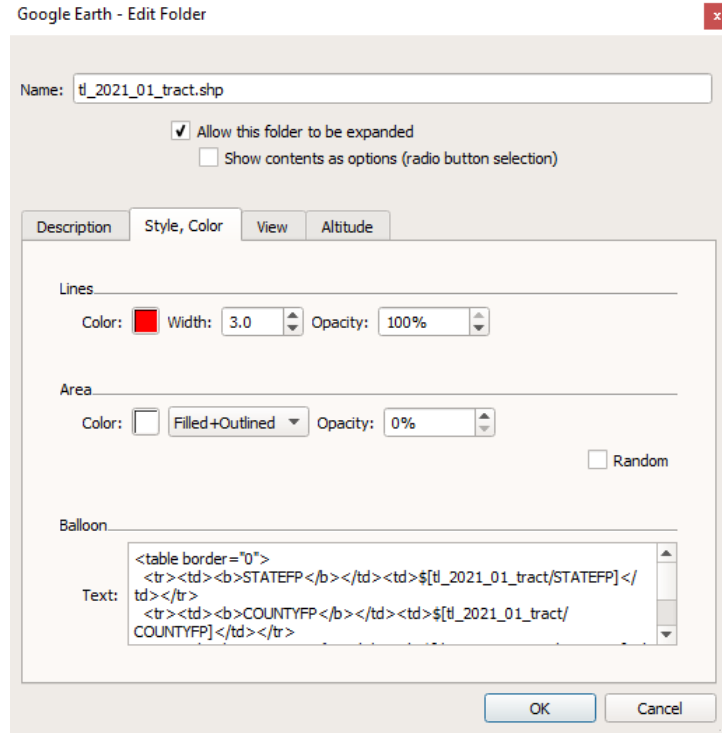 Google Earth - Edit Folder
x
Name: tl_2021_01_tract.shp
Allow this folder to be expanded
Show contents as options (radio button selection)
Description Style, Color View Altitude
Lines
Color: Width: 3.0 Opacity: 100%
Area
Color: Filled+Outlined Opacity: 0%
Random
Balloon
Text:
<table border="0">
<tr><td><b>STATEFP</b></td><td>$[tl_2021_01_tract/STATEFP]</
td></tr>
<tr><td><b>COUNTYFP</b></td><td>$[tl_2021_01_tract/
COUNTYFP]</td></tr>
OK Cancel